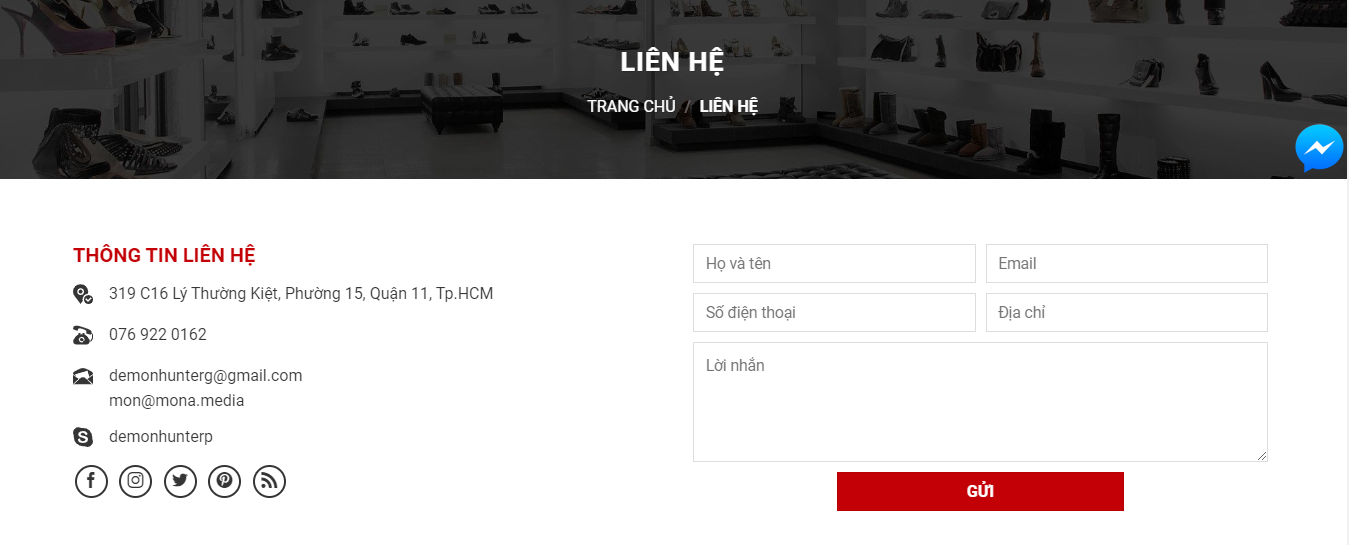 LIÊN HỆ
TRANG CHỦ / LIÊN HỆ
THÔNG TIN LIÊN HỆ
319 C16 Lý Thường Kiệt, Phường 15, Quận 11, Tp.HCM
076 922 0162
demonhunterg@gmail.com
mon@mona.media
demonhunterp
Họ và tên
Email
Số điện thoại
Địa chỉ
Lời nhắn
GỬI